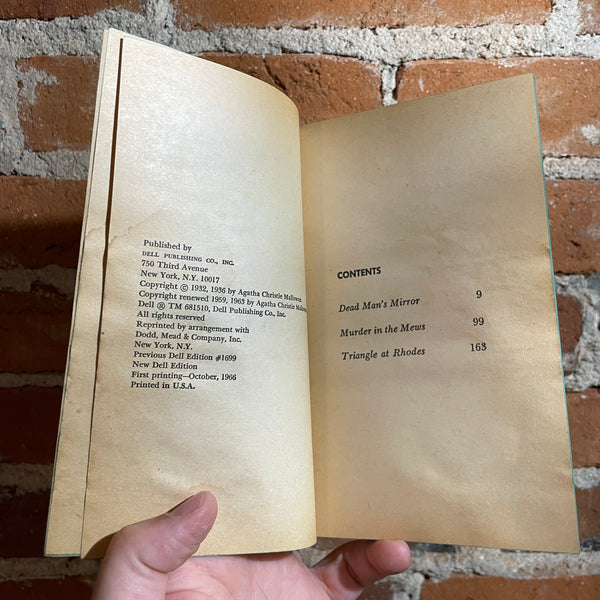 Published by
DELL PUBLISHING CO., INC.
750 Third Avenue
New York, N.Y. 10017
Copyright © 1932, 1936 by Agatha Christie Mallowan
Copyright renewed 1959, 1963 by Agatha Christie
Dell ® TM 681510, Dell Publishing Co., Inc.
All rights reserved
Reprinted by arrangement with
Dodd, Mead & Company, Inc.
New York, N.Y.
Previous Dell Edition #1699
New Dell Edition
First printing—October, 1966
Printed in U.S.A.
CONTENTS
Dead Man's Mirror 9
Murder in the Mews 99
Triangle at Rhodes 163